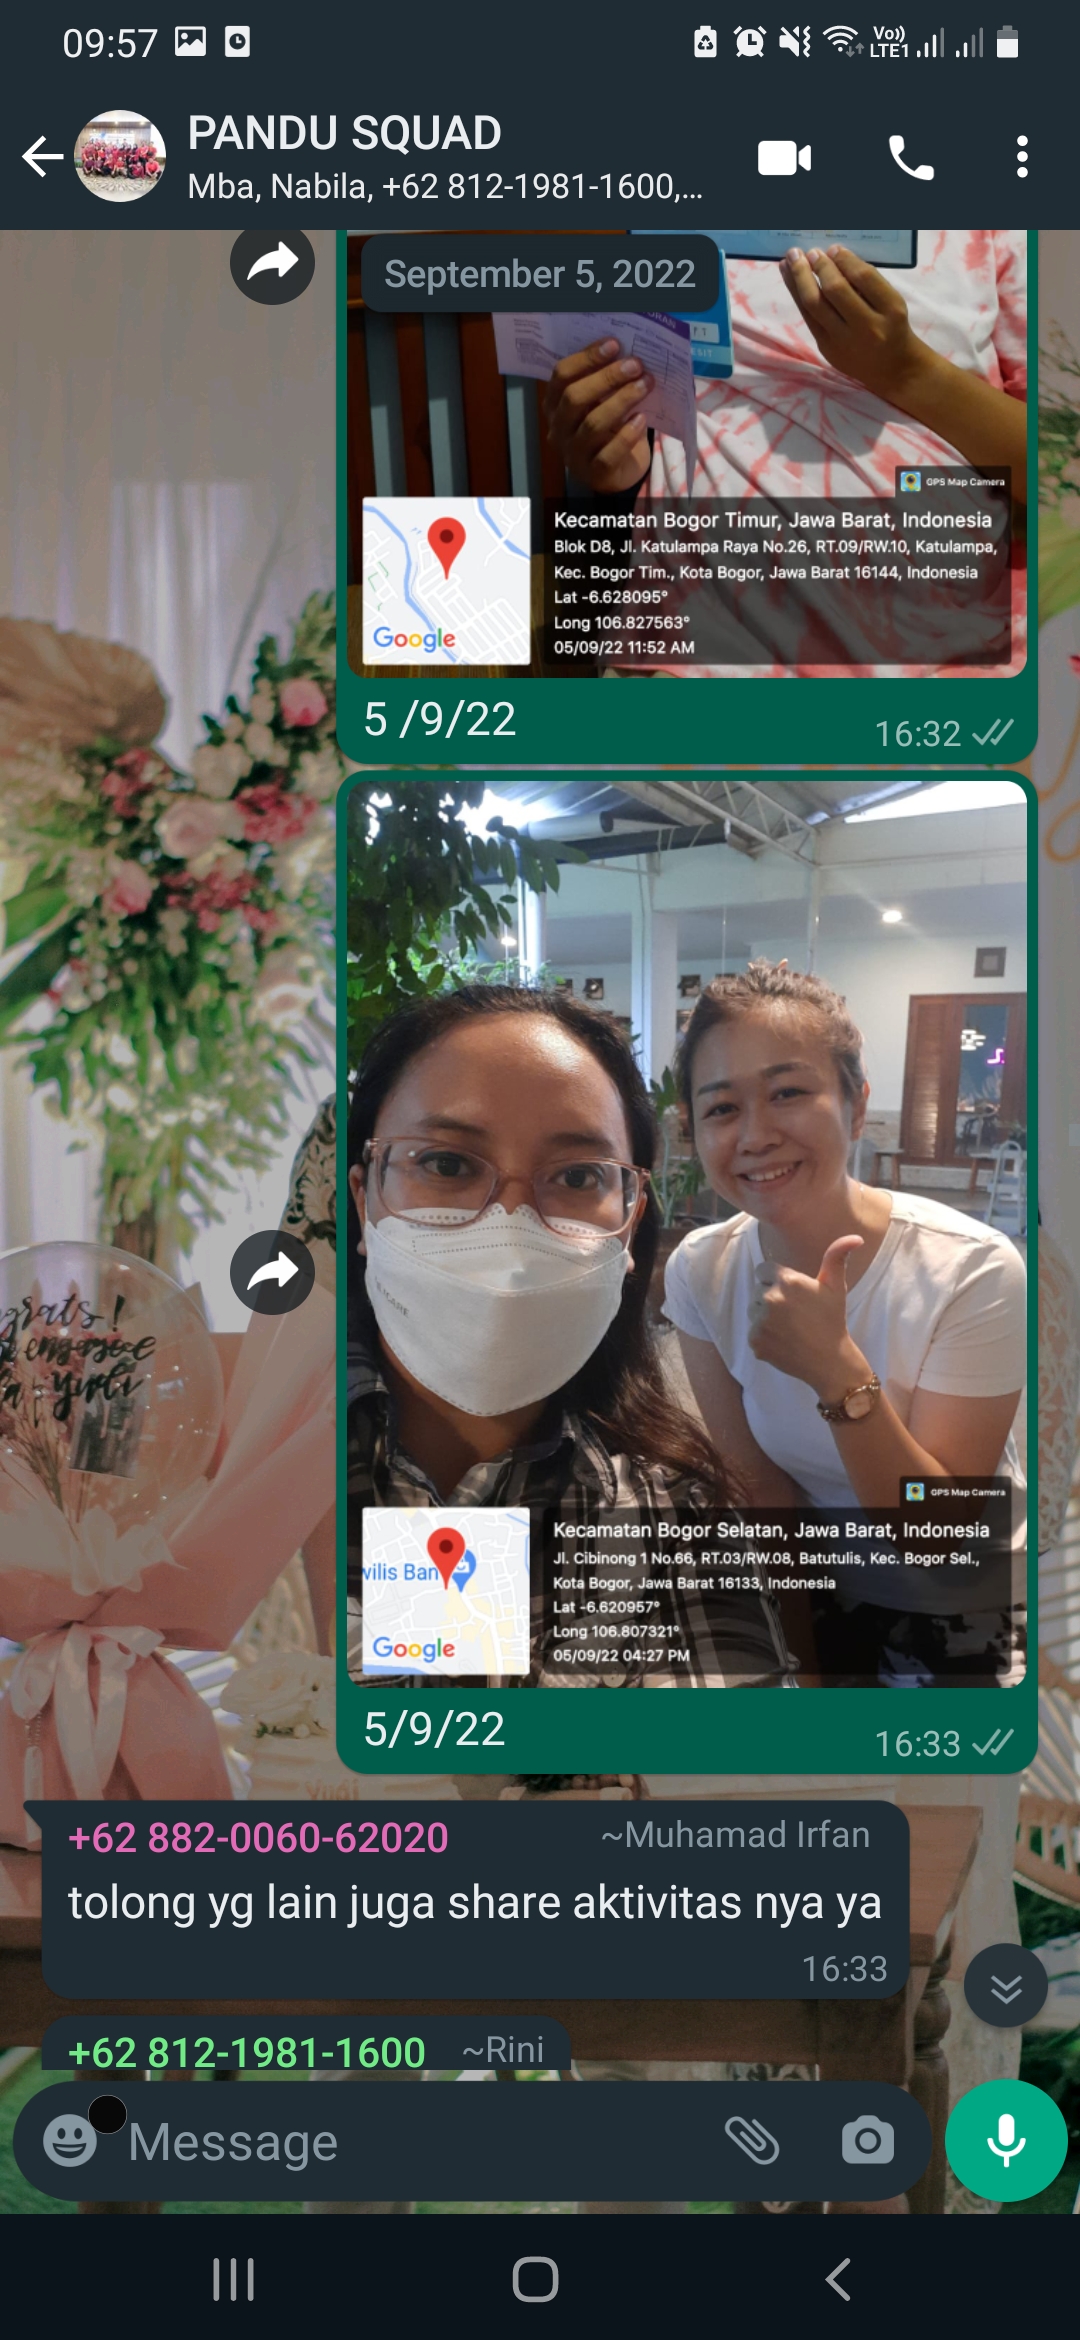 09:57
Vo))
LTE1
PANDU SQUAD
Mba, Nabila, +62 812-1981-1600,...
September 5, 2022
GPS Map Camera
Kecamatan Bogor Timur, Jawa Barat, Indonesia
Blok D8, Jl. Katulampa Raya No.26, RT.09/RW.10, Katulampa,
Kec. Bogor Tim., Kota Bogor, Jawa Barat 16144, Indonesia
Lat -6.628095°
Long 106.827563°
05/09/22 11:52 AM
Google
5 /9/22
16:32
GPS Map Camera
Kecamatan Bogor Selatan, Jawa Barat, Indonesia
Jl. Cibinong 1 No.66, RT.03/RW.08, Batutulis, Kec. Bogor Sel.,
Kota Bogor, Jawa Barat 16133, Indonesia
Lat -6.620957°
Long 106.807321°
05/09/22 04:27 PM
wilis Ban
Google
5/9/22
16:33
+62 882-0060-62020 ~Muhamad Irfan
tolong yg lain juga share aktivitas nya ya
16:33
+62 812-1981-1600 ~Rini
Message